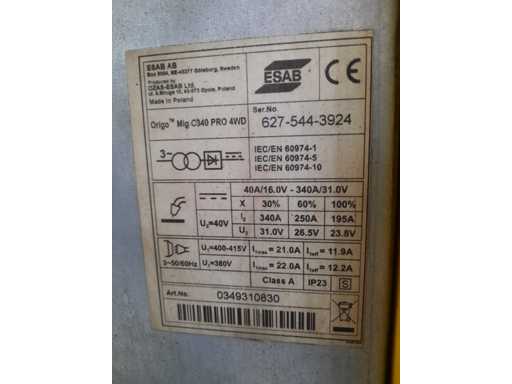 ESAB AB
Box 8004, SE-40277 Göteborg, Sweden
Produced by
OZAS-ESAB Ltd.
Made in Poland
ESAB
CE
Origo™ Mig C340 PRO 4WD
Ser.No.
627-544-3924
3~
IEC/EN 60974-1
IEC/EN 60974-5
IEC/EN 60974-10
40A/16.0V - 340A/31.0V
X 30% 60% 100%
U₀=40V
I₂ 340A 250A 195A
U₂ 31.0V 26.5V 23.8V
3~50/60Hz
U₁=400-415V I₁max=21.0A I₁eff=11.9A
U₁=380V I₁max=22.0A I₁eff=12.2A
Class A IP23 S
Art.No. 0349310830